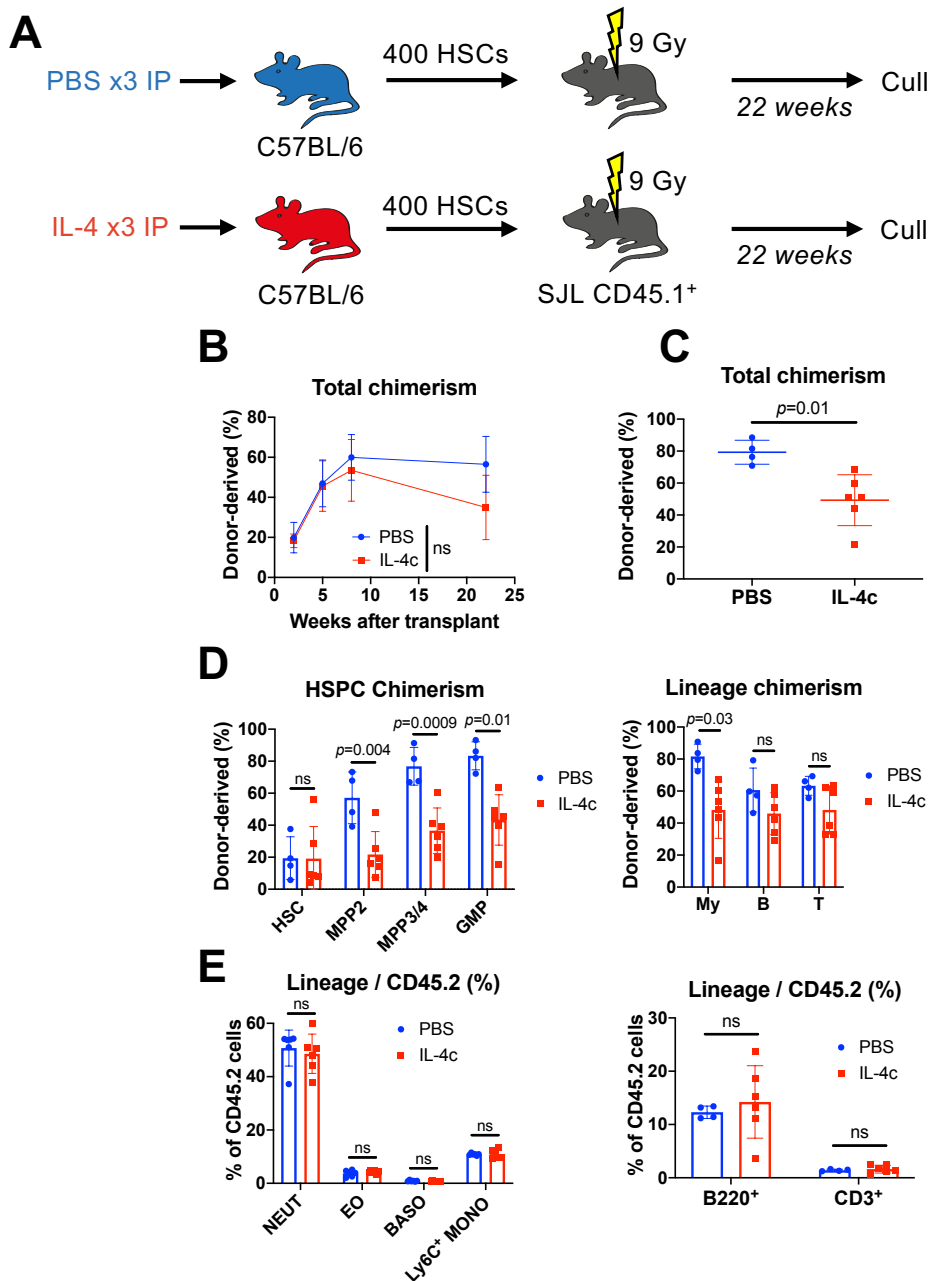 A
PBS x3 IP
C57BL/6
400 HSCs
9 Gy
22 weeks
Cull
IL-4 x3 IP
C57BL/6
400 HSCs
9 Gy
SJL CD45.1⁺
22 weeks
Cull
B
Total chimerism
Donor-derived (%)
80
60
40
20
0
0 5 10 15 20 25
Weeks after transplant
PBS
IL-4c
ns
C
Total chimerism
p=0.01
Donor-derived (%)
100
80
60
40
20
0
PBS IL-4c
D
HSPC Chimerism
Donor-derived (%)
100
80
60
40
20
0
ns
p=0.004
p=0.0009
p=0.01
HSC MPP2 MPP3/4 GMP
PBS
IL-4c
Lineage chimerism
Donor-derived (%)
100
80
60
40
20
0
p=0.03
ns
ns
My B T
PBS
IL-4c
E
Lineage / CD45.2 (%)
% of CD45.2 cells
60
40
20
0
ns
ns
ns
ns
NEUT EO BASO Ly6C⁺ MONO
PBS
IL-4c
Lineage / CD45.2 (%)
% of CD45.2 cells
30
20
10
0
ns
ns
B220⁺ CD3⁺
PBS
IL-4c